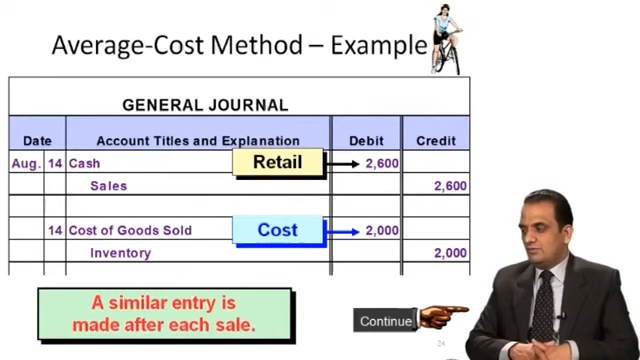 Average-Cost Method – Example
GENERAL JOURNAL
Date Account Titles and Explanation Debit Credit
Aug. 14 Cash Retail 2,600
Sales 2,600
14 Cost of Goods Sold Cost 2,000
Inventory 2,000
A similar entry is
made after each sale.
Continue
24